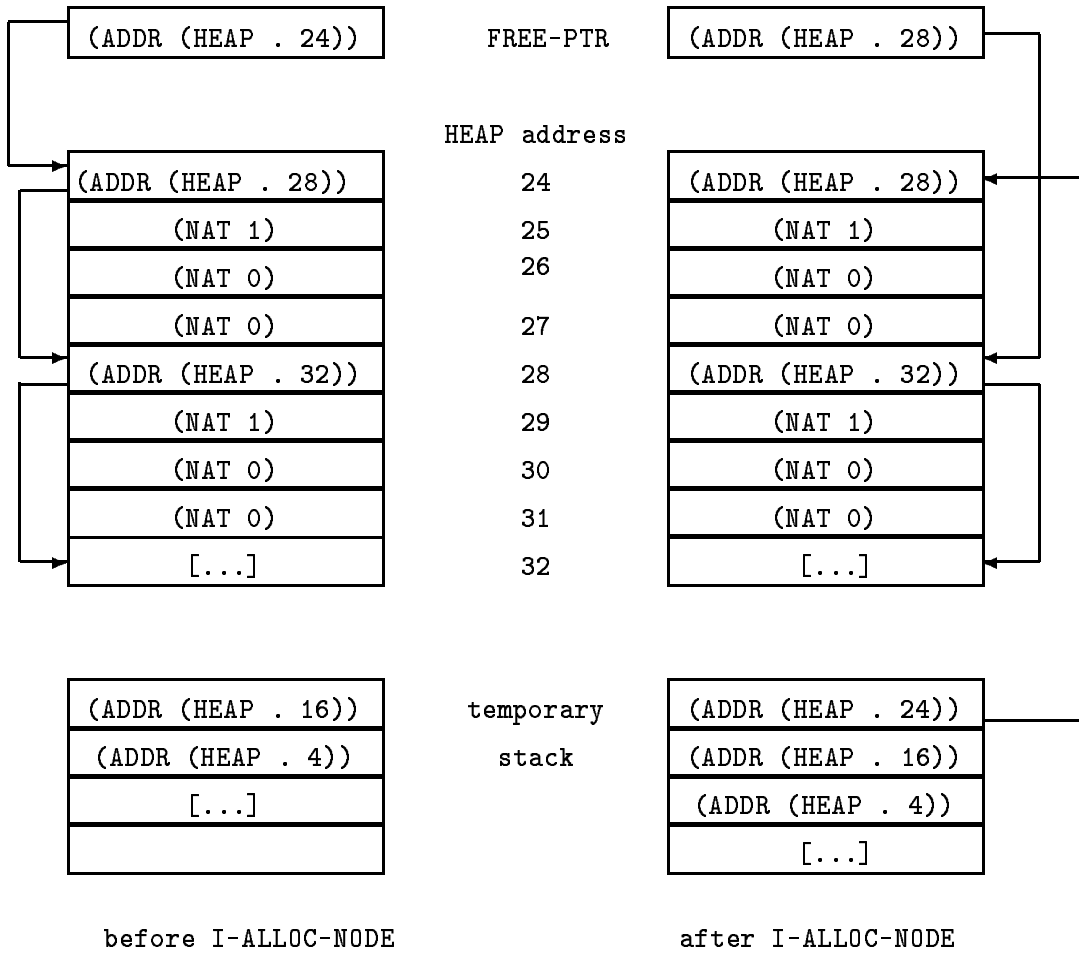 (ADDR (HEAP . 24)) FREE-PTR (ADDR (HEAP . 28))
HEAP address
(ADDR (HEAP . 28)) 24 (ADDR (HEAP . 28))
(NAT 1) 25 (NAT 1)
(NAT 0) 26 (NAT 0)
(NAT 0) 27 (NAT 0)
(ADDR (HEAP . 32)) 28 (ADDR (HEAP . 32))
(NAT 1) 29 (NAT 1)
(NAT 0) 30 (NAT 0)
(NAT 0) 31 (NAT 0)
[...] 32 [...]
(ADDR (HEAP . 16)) temporary (ADDR (HEAP . 24))
(ADDR (HEAP . 4)) stack (ADDR (HEAP . 16))
[...] (ADDR (HEAP . 4))
[...]
before I-ALLOC-NODE after I-ALLOC-NODE